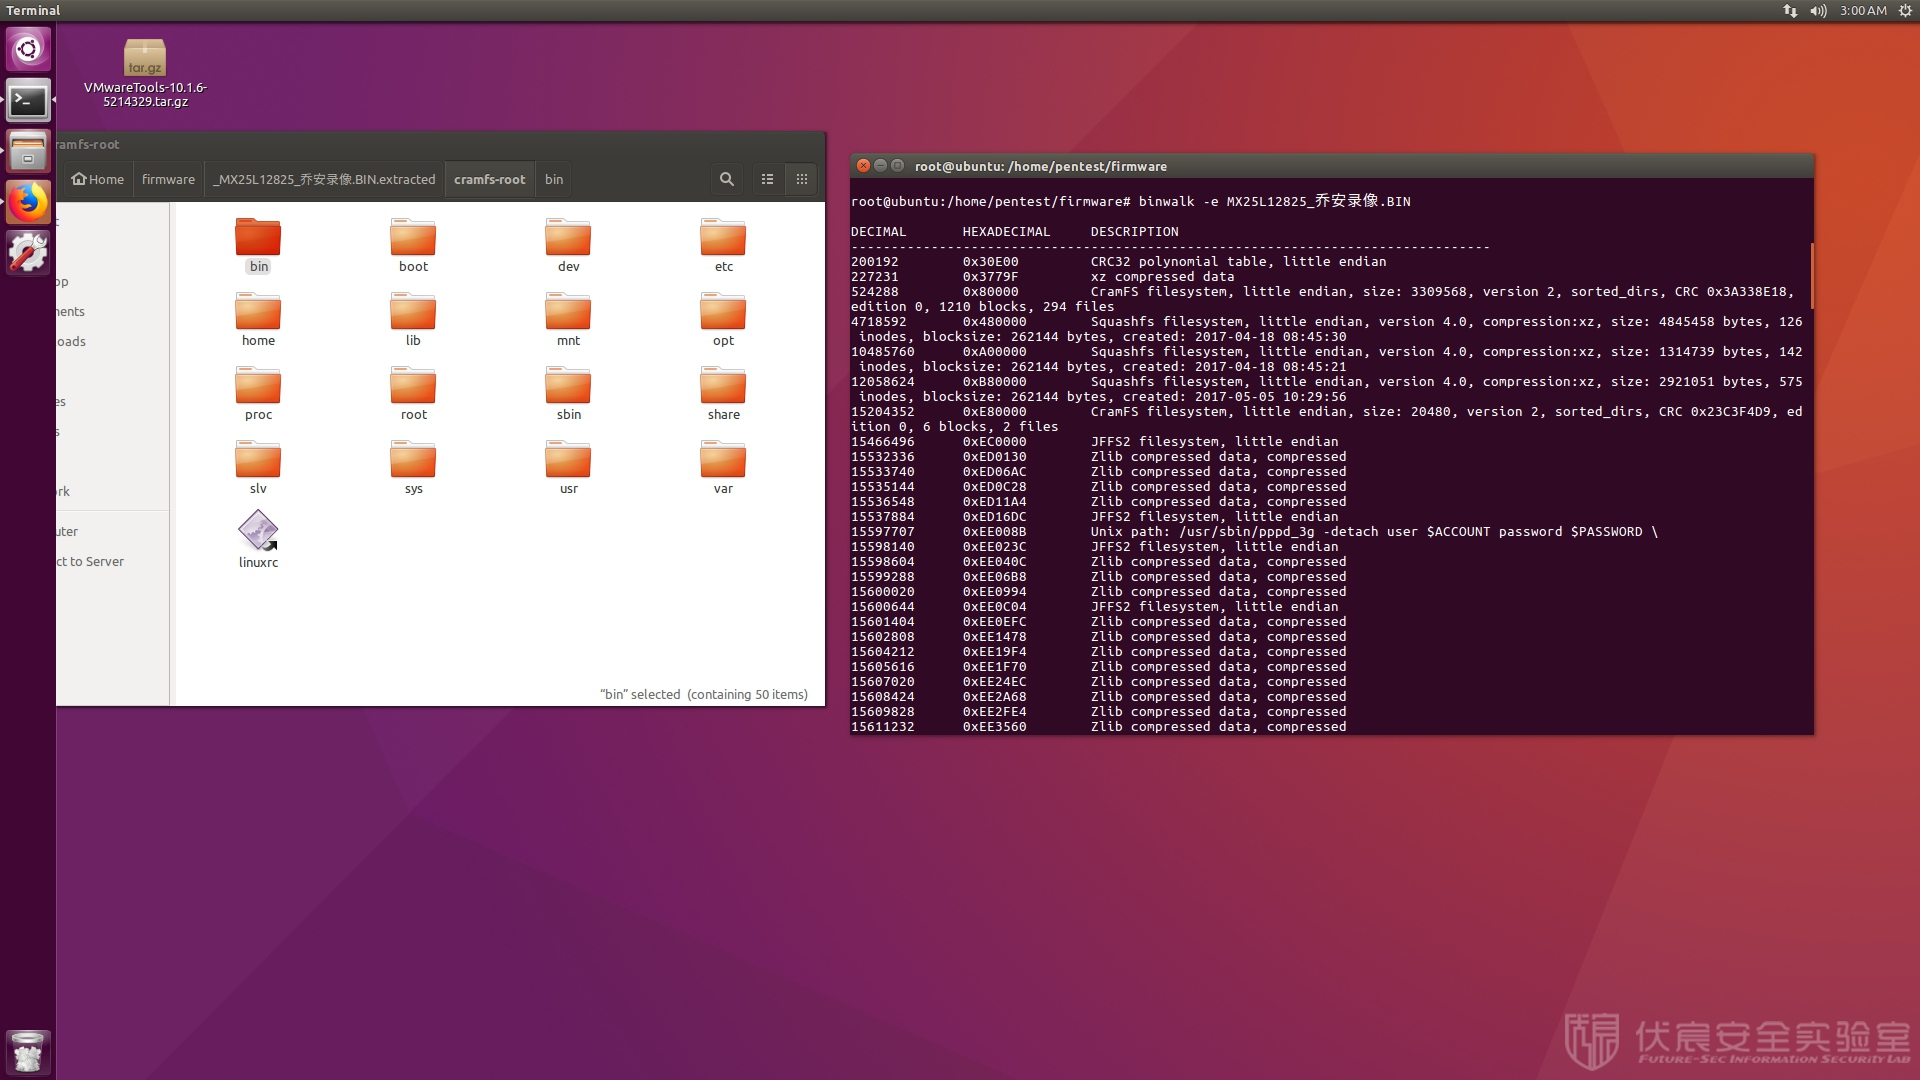 Terminal
3:00 AM
tar.gz
VMwareTools-10.1.6-
5214329.tar.gz
ramfs-root
Home
firmware
_MX25L12825_乔安录像.BIN.extracted
cramfs-root
bin
t
op
ments
oads
es
s
rk
uter
ct to Server
bin
boot
dev
etc
home
lib
mnt
opt
proc
root
sbin
share
slv
sys
usr
var
linuxrc
“bin” selected (containing 50 items)
root@ubuntu: /home/pentest/firmware
root@ubuntu:/home/pentest/firmware# binwalk -e MX25L12825_乔安录像.BIN
DECIMAL HEXADECIMAL DESCRIPTION
--------------------------------------------------------------------------------
200192 0x30E00 CRC32 polynomial table, little endian
227231 0x3779F xz compressed data
524288 0x80000 CramFS filesystem, little endian, size: 3309568, version 2, sorted_dirs, CRC 0x3A338E18,
edition 0, 1210 blocks, 294 files
4718592 0x480000 Squashfs filesystem, little endian, version 4.0, compression:xz, size: 4845458 bytes, 126
inodes, blocksize: 262144 bytes, created: 2017-04-18 08:45:30
10485760 0xA00000 Squashfs filesystem, little endian, version 4.0, compression:xz, size: 1314739 bytes, 142
inodes, blocksize: 262144 bytes, created: 2017-04-18 08:45:21
12058624 0xB80000 Squashfs filesystem, little endian, version 4.0, compression:xz, size: 2921051 bytes, 575
inodes, blocksize: 262144 bytes, created: 2017-05-05 10:29:56
15204352 0xE80000 CramFS filesystem, little endian, size: 20480, version 2, sorted_dirs, CRC 0x23C3F4D9, ed
ition 0, 6 blocks, 2 files
15466496 0xEC0000 JFFS2 filesystem, little endian
15532336 0xED0130 Zlib compressed data, compressed
15533740 0xED06AC Zlib compressed data, compressed
15535144 0xED0C28 Zlib compressed data, compressed
15536548 0xED11A4 Zlib compressed data, compressed
15537884 0xED16DC JFFS2 filesystem, little endian
15597707 0xEE008B Unix path: /usr/sbin/pppd_3g -detach user $ACCOUNT password $PASSWORD \
15598140 0xEE023C JFFS2 filesystem, little endian
15598604 0xEE040C Zlib compressed data, compressed
15599288 0xEE06B8 Zlib compressed data, compressed
15600020 0xEE0994 Zlib compressed data, compressed
15600644 0xEE0C04 JFFS2 filesystem, little endian
15601404 0xEE0EFC Zlib compressed data, compressed
15602808 0xEE1478 Zlib compressed data, compressed
15604212 0xEE19F4 Zlib compressed data, compressed
15605616 0xEE1F70 Zlib compressed data, compressed
15607020 0xEE24EC Zlib compressed data, compressed
15608424 0xEE2A68 Zlib compressed data, compressed
15609828 0xEE2FE4 Zlib compressed data, compressed
15611232 0xEE3560 Zlib compressed data, compressed
伏宸安全实验室
FUTURE-SEC INFORMATION SECURITY LAB